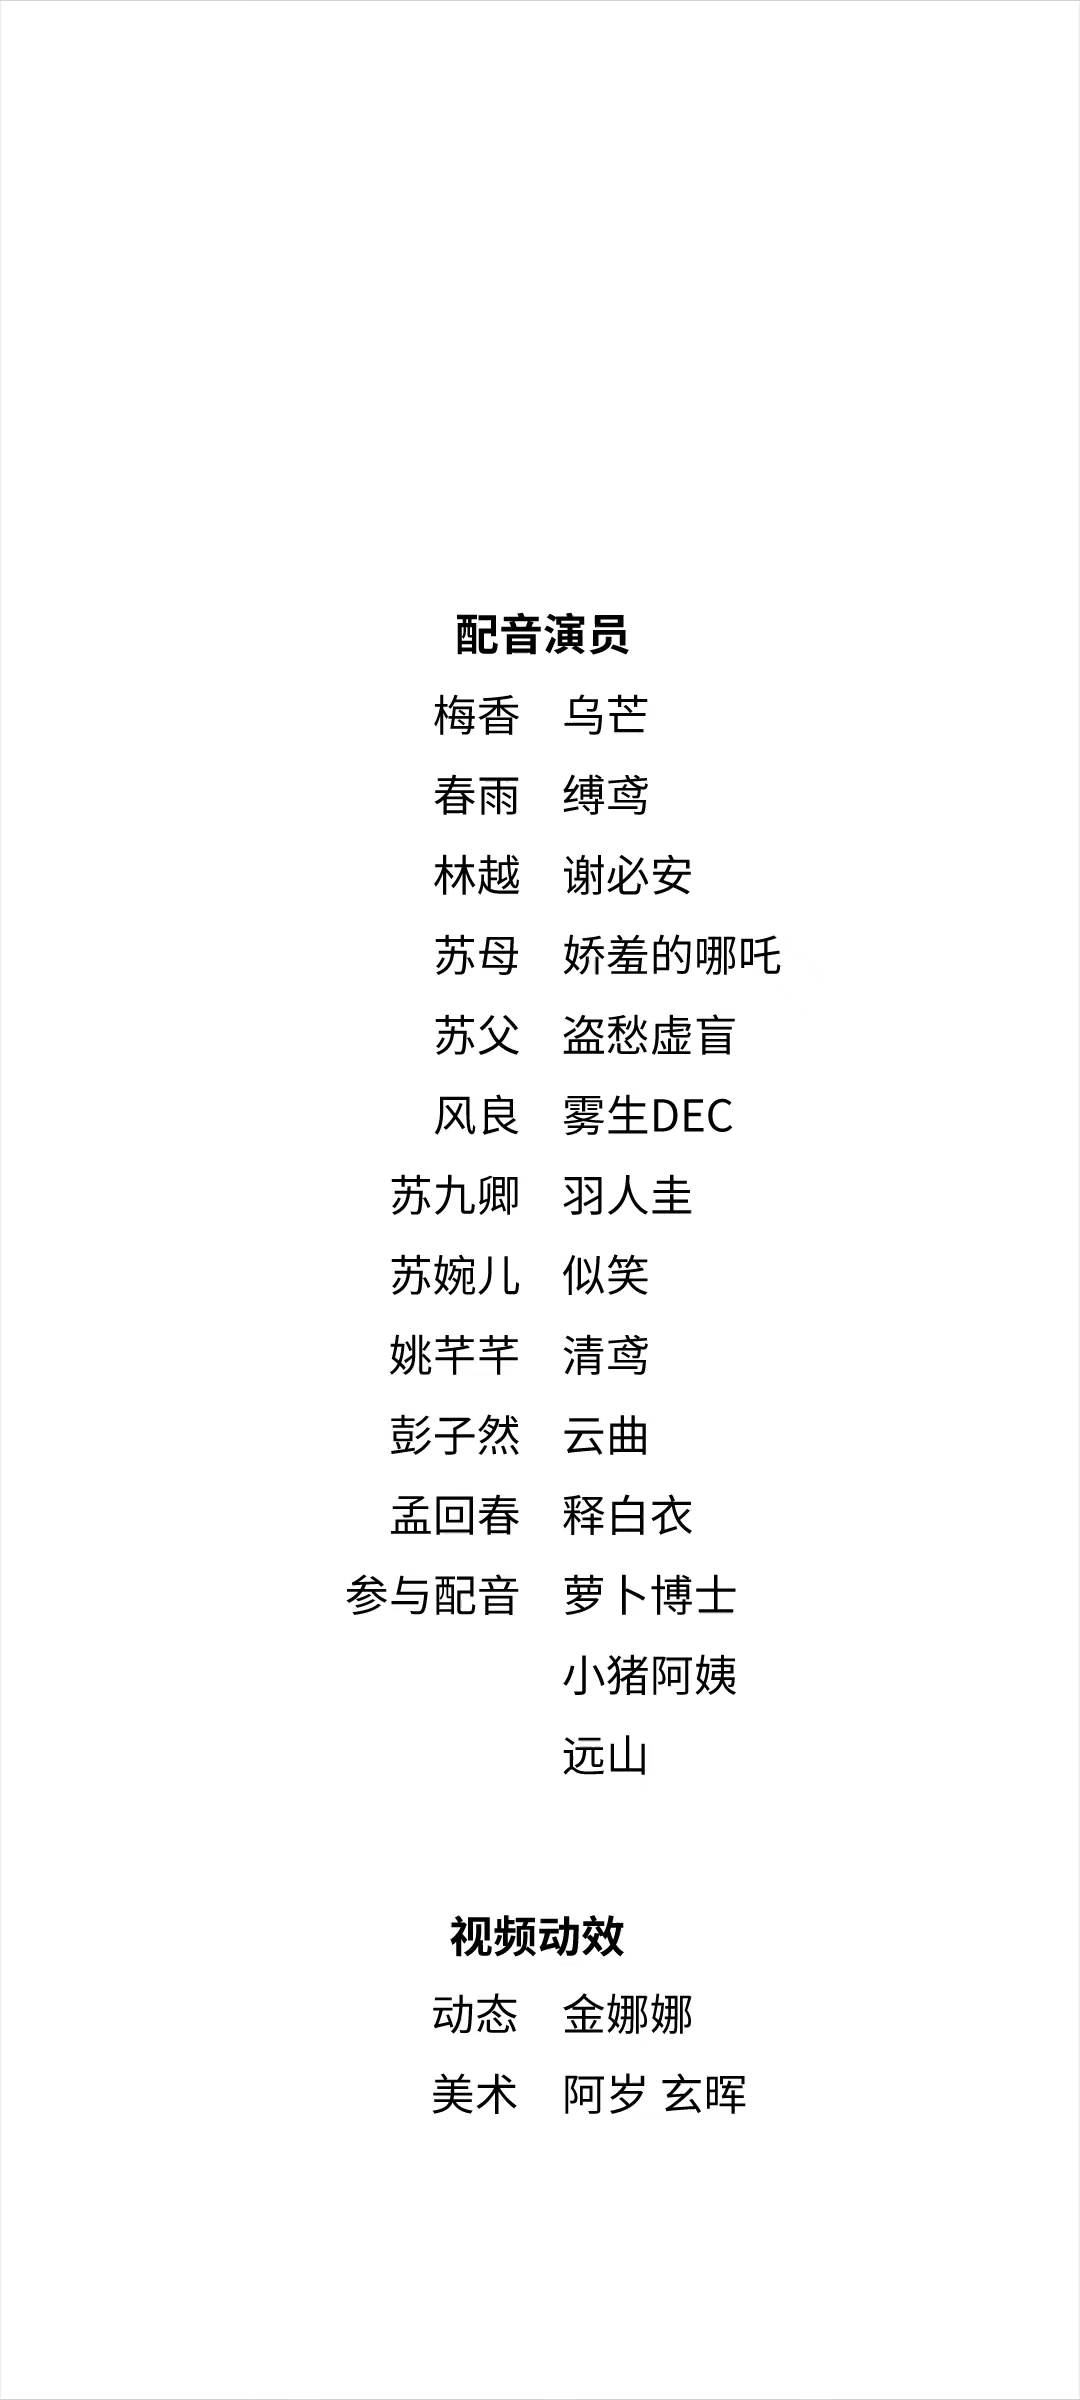 配音演员
梅香 乌芒
春雨 缚鸢
林越 谢必安
苏母 娇羞的哪吒
苏父 盗愁虚盲
风良 雾生DEC
苏九卿 羽人圭
苏婉儿 似笑
姚芊芊 清鸢
彭子然 云曲
孟回春 释白衣
参与配音 萝卜博士
小猪阿姨
远山
视频动效
动态 金娜娜
美术 阿岁 玄晖